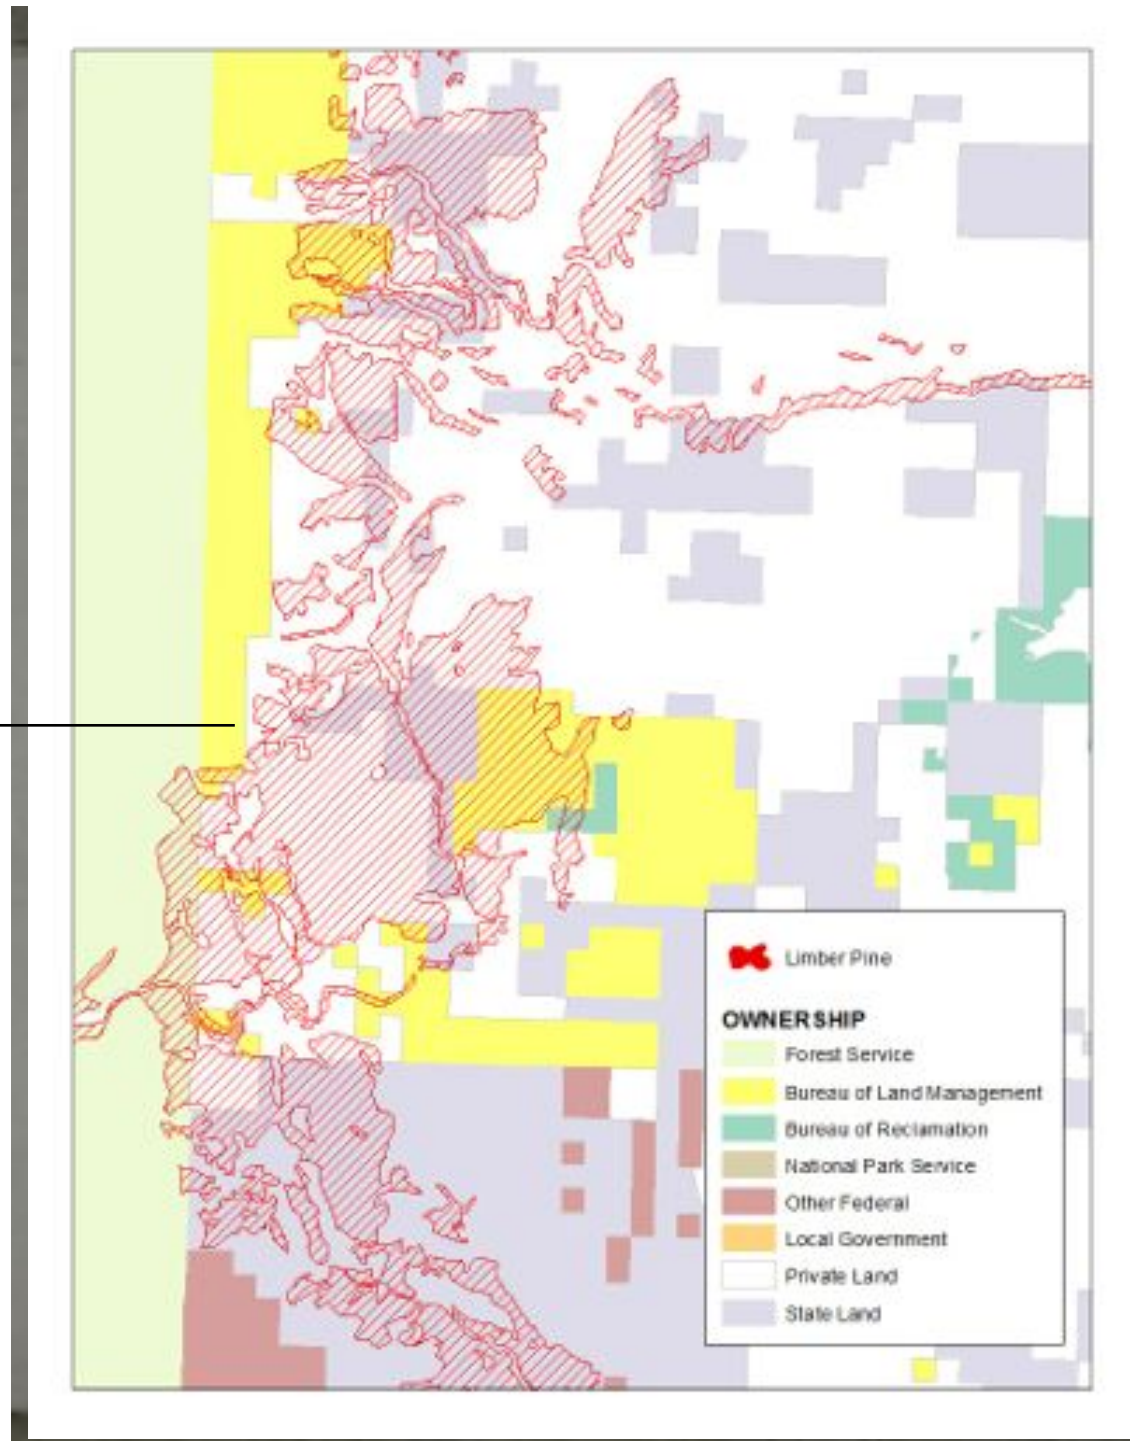 Limber Pine
OWNERSHIP
Forest Service
Bureau of Land Management
Bureau of Reclamation
National Park Service
Other Federal
Local Government
Private Land
State Land